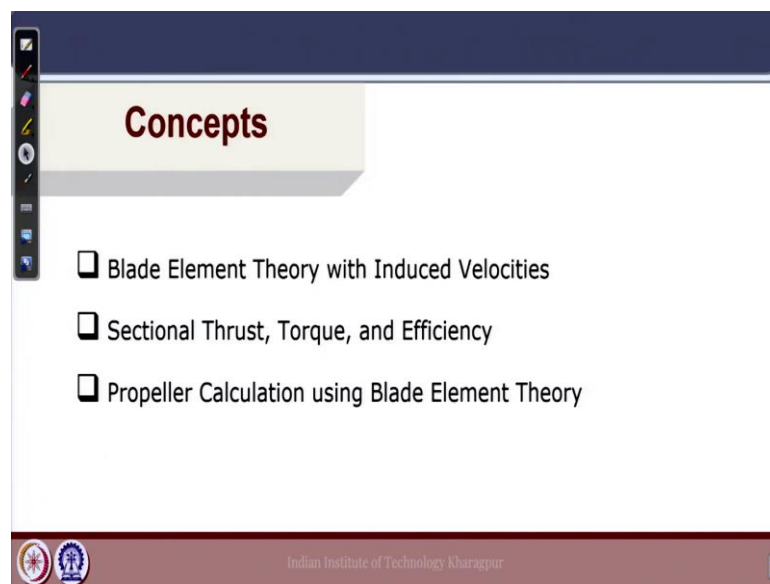 Concepts
Blade Element Theory with Induced Velocities
Sectional Thrust, Torque, and Efficiency
Propeller Calculation using Blade Element Theory
Indian Institute of Technology Kharagpur